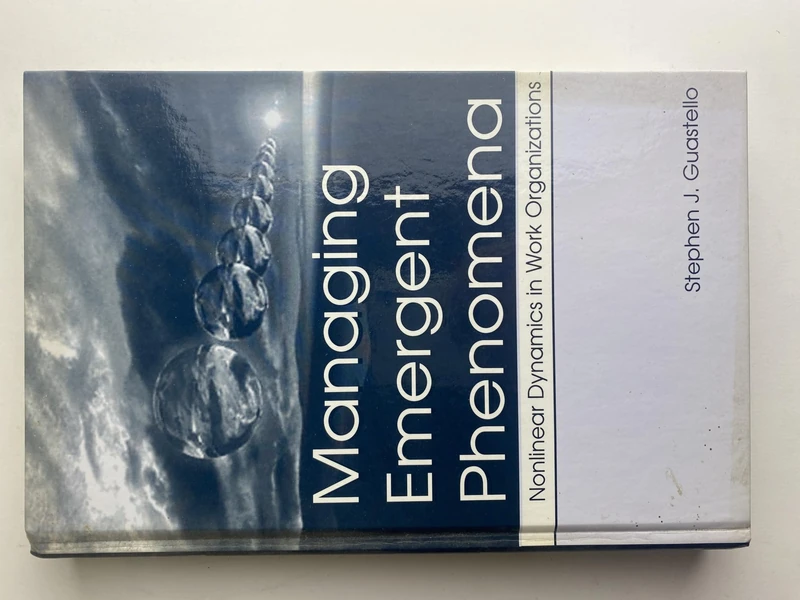 Managing
Emergent
Phenomena
Nonlinear Dynamics in Work Organizations
Stephen J. Guastello